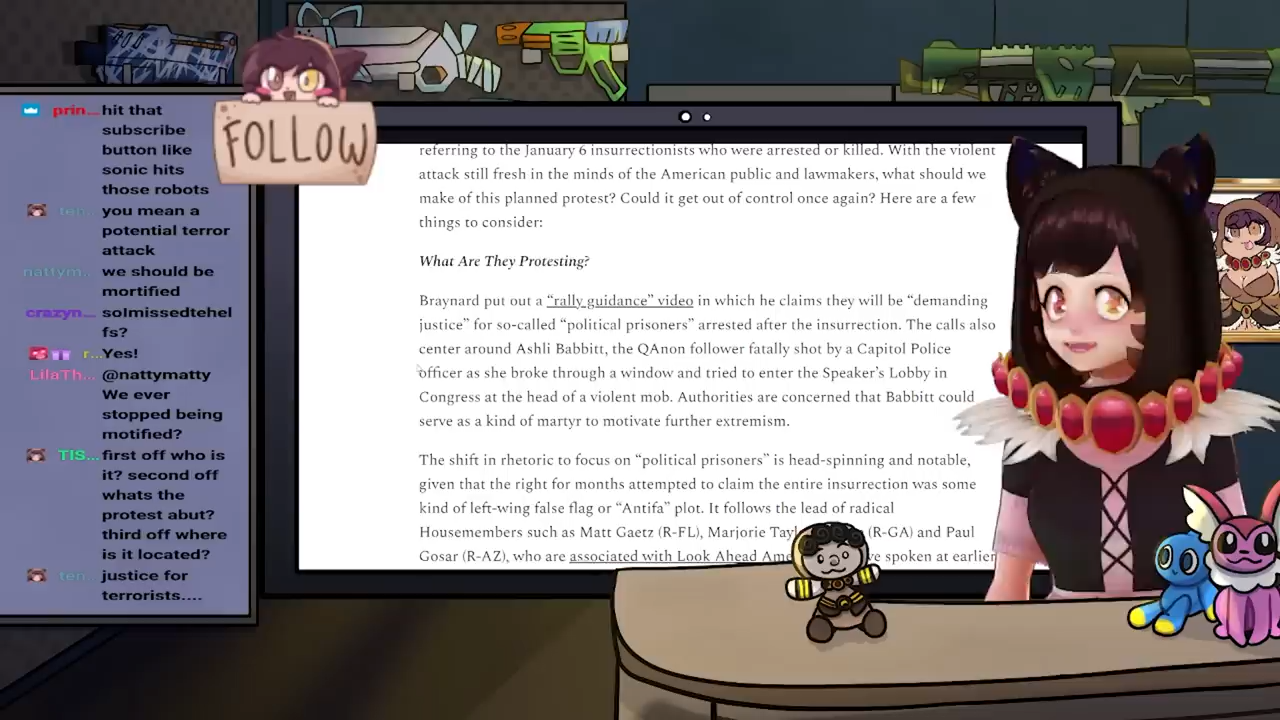 prin... hit that
subscribe
button like
sonic hits
those robots
ten... you mean a
potential terror
attack
nattym... we should be
mortified
crazyn... soImissedtehel
fs?
r... Yes!
LilaTh... @nattymatty
We ever
stopped being
motified?
TIS... first off who is
it? second off
whats the
protest abut?
third off where
is it located?
ten... justice for
terrorists....
FOLLOW
referring to the January 6 insurrectionists who were arrested or killed. With the violent
attack still fresh in the minds of the American public and lawmakers, what should we
make of this planned protest? Could it get out of control once again? Here are a few
things to consider:
What Are They Protesting?
Braynard put out a “rally guidance” video in which he claims they will be “demanding
justice” for so-called “political prisoners” arrested after the insurrection. The calls also
center around Ashli Babbitt, the QAnon follower fatally shot by a Capitol Police
officer as she broke through a window and tried to enter the Speaker’s Lobby in
Congress at the head of a violent mob. Authorities are concerned that Babbitt could
serve as a kind of martyr to motivate further extremism.
The shift in rhetoric to focus on “political prisoners” is head-spinning and notable,
given that the right for months attempted to claim the entire insurrection was some
kind of left-wing false flag or “Antifa” plot. It follows the lead of radical
Housemembers such as Matt Gaetz (R-FL), Marjorie Tayl (R-GA) and Paul
Gosar (R-AZ), who are associated with Look Ahead Ame ve spoken at earlier